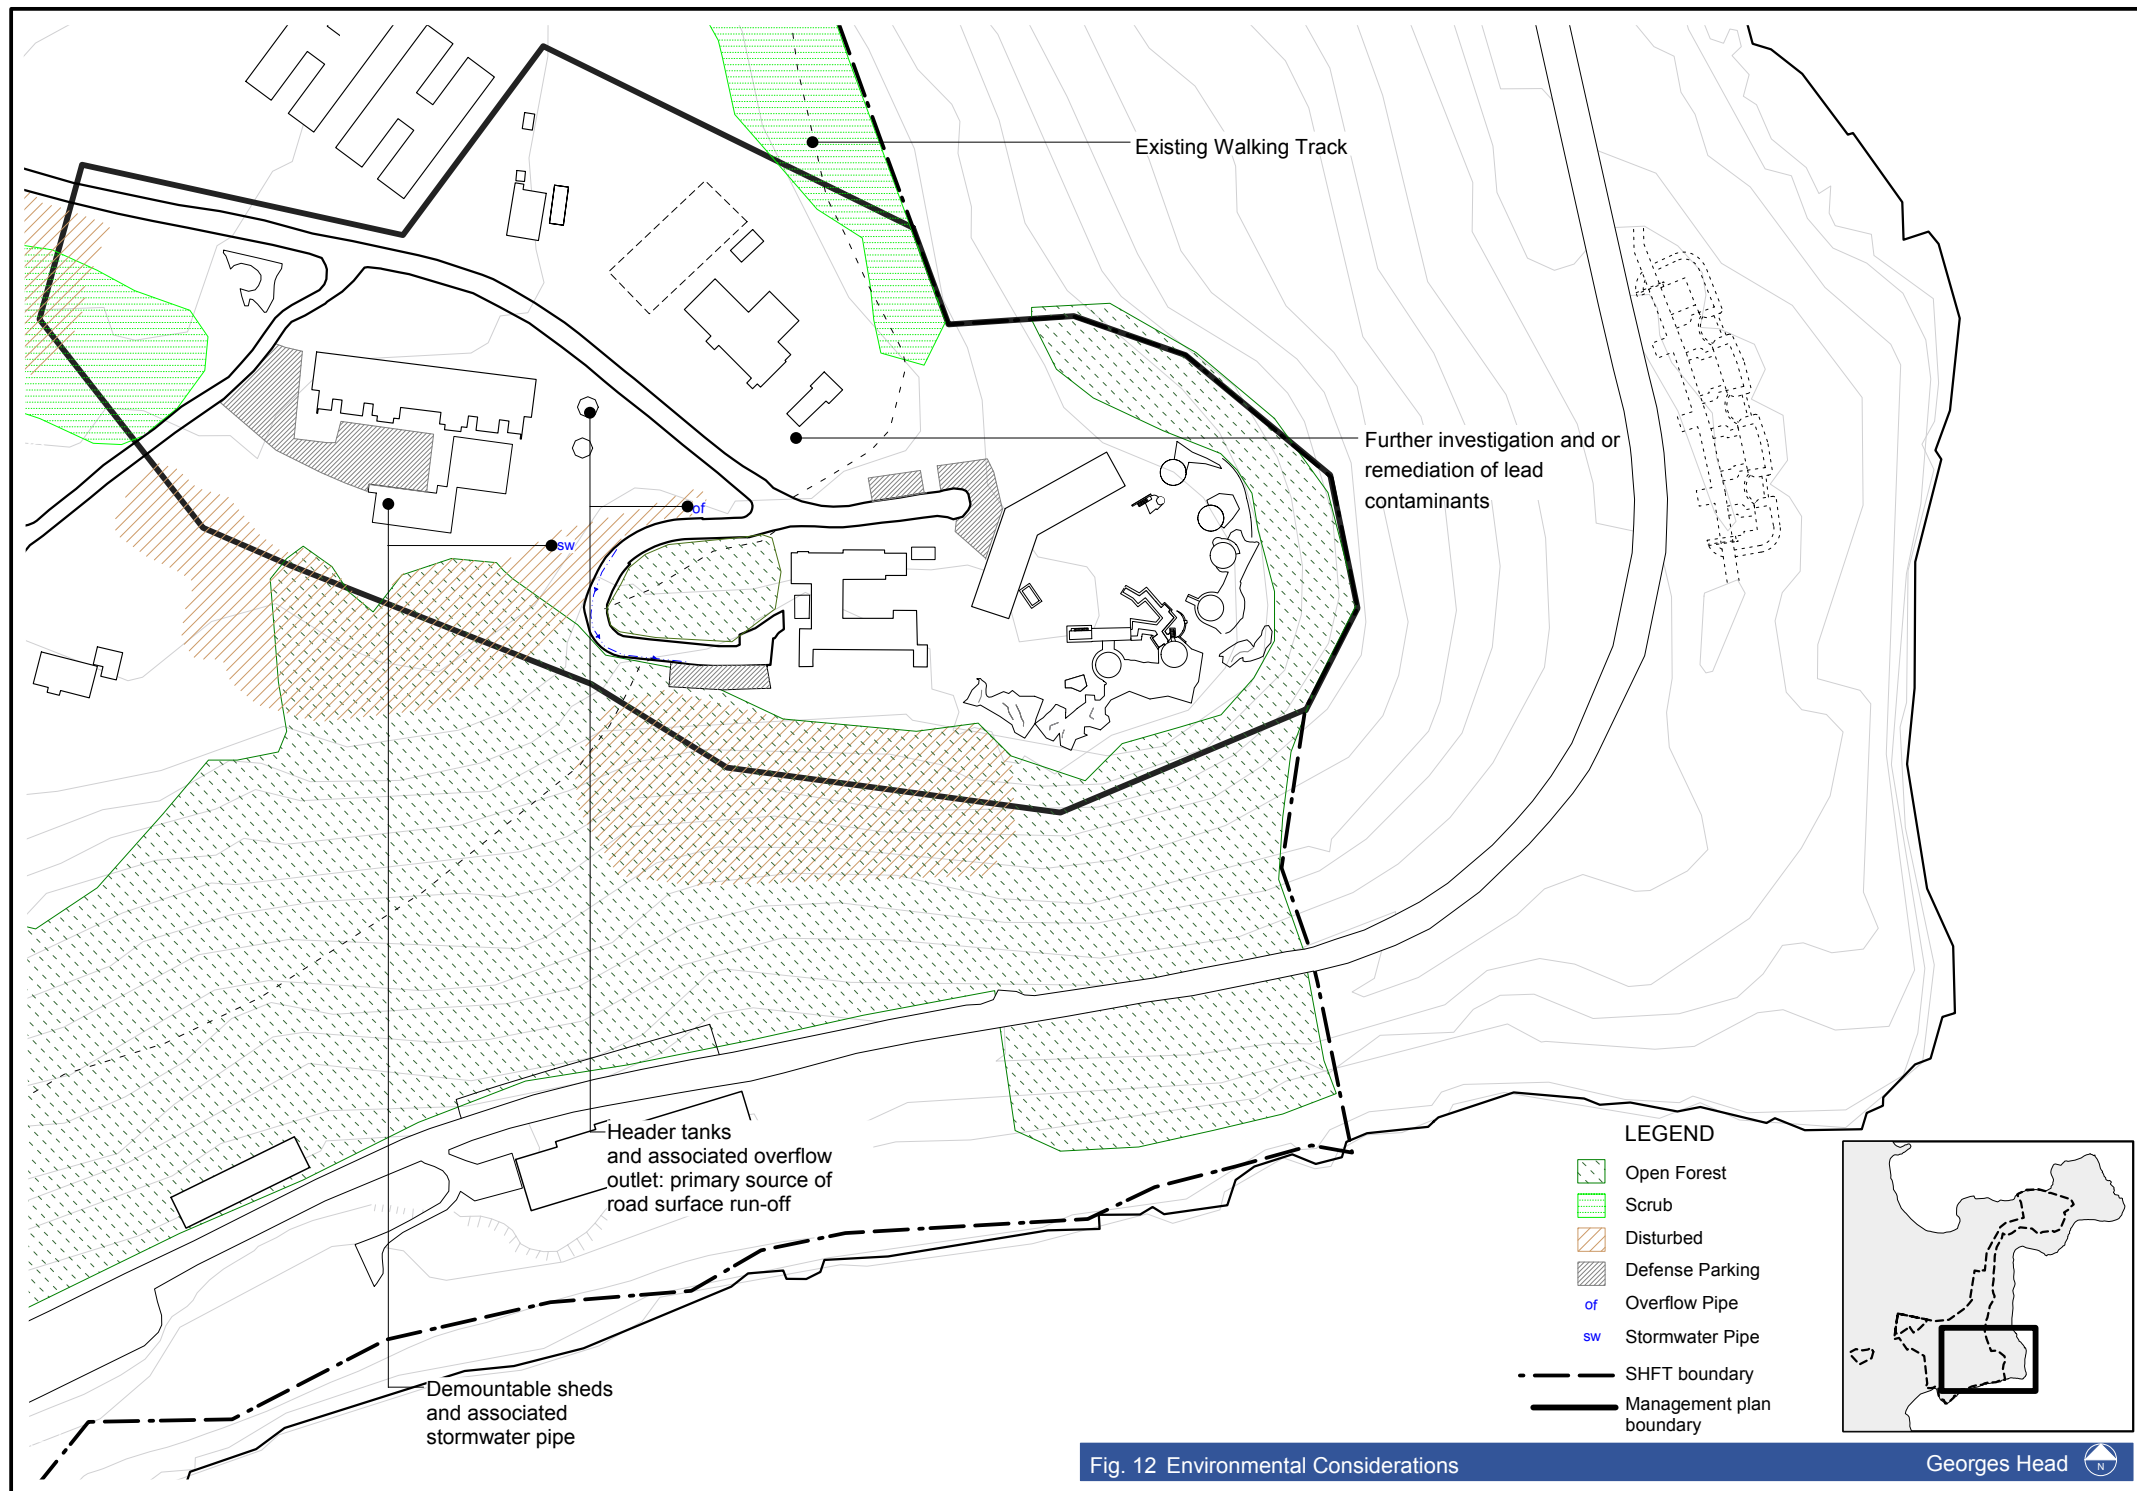 Existing Walking Track
Further investigation and or
remediation of lead
contaminants
of
sw
Header tanks
and associated overflow
outlet: primary source of
road surface run-off
Demountable sheds
and associated
stormwater pipe
LEGEND
Open Forest
Scrub
Disturbed
Defense Parking
of Overflow Pipe
sw Stormwater Pipe
SHFT boundary
Management plan
boundary
Fig. 12 Environmental Considerations
Georges Head
N